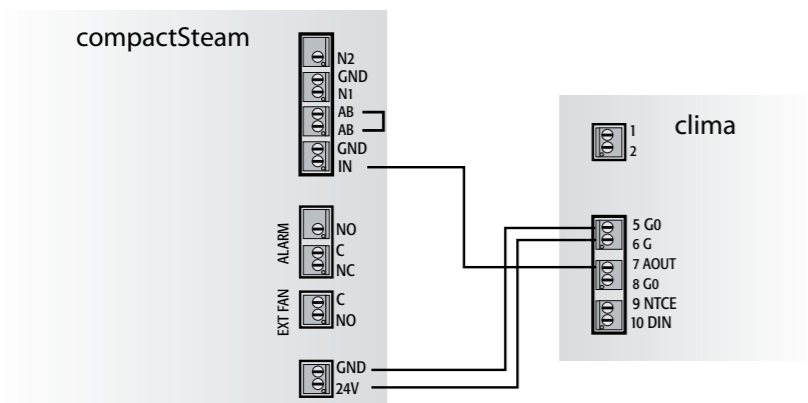 compactSteam
N2
GND
N1
AB
AB
GND
IN
ALARM
NO
C
NC
EXT FAN
C
NO
GND
24V
clima
1
2
5 G0
6 G
7 AOUT
8 G0
9 NTCE
10 DIN